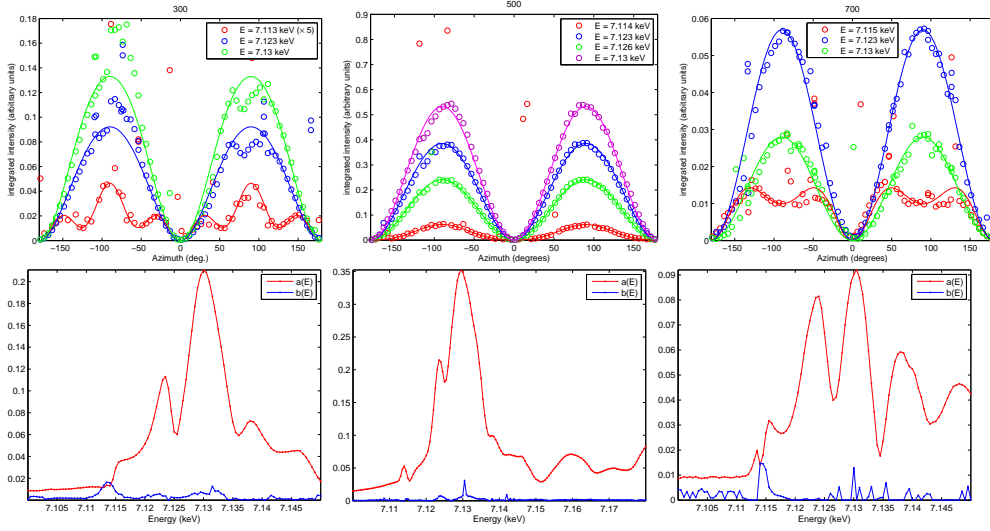 300
integrated intensity (arbitrary units)
0.18
0.16
0.14
0.12
0.1
0.08
0.06
0.04
0.02
0
E = 7.113 keV (× 5)
E = 7.123 keV
E = 7.13 keV
−150 −100 −50 0 50 100 150
Azimuth (deg.)
500
integrated intensity (arbitrary units)
0.9
0.8
0.7
0.6
0.5
0.4
0.3
0.2
0.1
0
E = 7.114 keV
E = 7.123 keV
E = 7.126 keV
E = 7.13 keV
−150 −100 −50 0 50 100 150
Azimuth (degrees)
700
integrated intensity (arbitrary units)
0.06
0.05
0.04
0.03
0.02
0.01
0
E = 7.115 keV
E = 7.123 keV
E = 7.13 keV
−150 −100 −50 0 50 100 150
Azimuth (degrees)
0.2
0.18
0.16
0.14
0.12
0.1
0.08
0.06
0.04
0.02
a(E)
b(E)
7.105 7.11 7.115 7.12 7.125 7.13 7.135 7.14 7.145
Energy (keV)
0.35
0.3
0.25
0.2
0.15
0.1
0.05
0
a(E)
b(E)
7.11 7.12 7.13 7.14 7.15 7.16 7.17
Energy (keV)
0.09
0.08
0.07
0.06
0.05
0.04
0.03
0.02
0.01
0
a(E)
b(E)
7.105 7.11 7.115 7.12 7.125 7.13 7.135 7.14 7.145
Energy (keV)